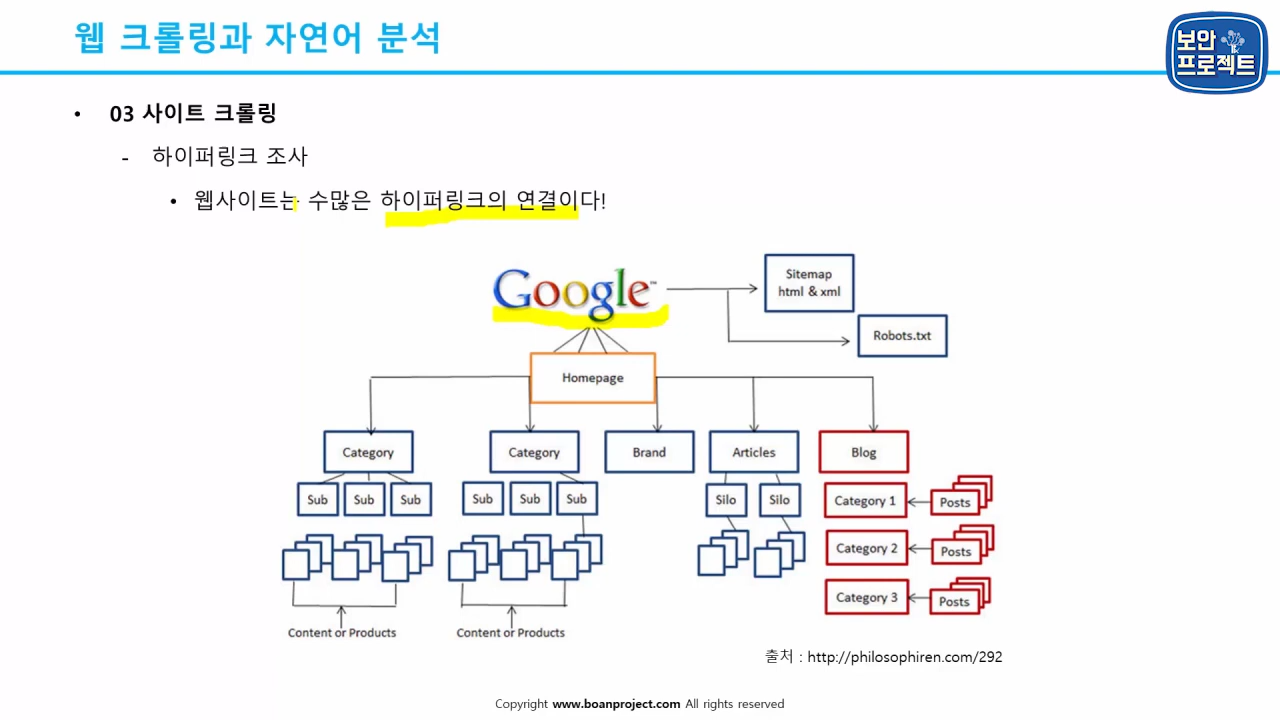 웹 크롤링과 자연어 분석
보안
프로젝트
• 03 사이트 크롤링
- 하이퍼링크 조사
• 웹사이트는 수많은 하이퍼링크의 연결이다!
Google™
Sitemap
html & xml
Robots.txt
Homepage
Category
Category
Brand
Articles
Blog
Sub
Sub
Sub
Sub
Sub
Sub
Silo
Silo
Category 1
Posts
Category 2
Posts
Category 3
Posts
Content or Products
Content or Products
출처 : http://philosophiren.com/292
Copyright www.boanproject.com All rights reserved